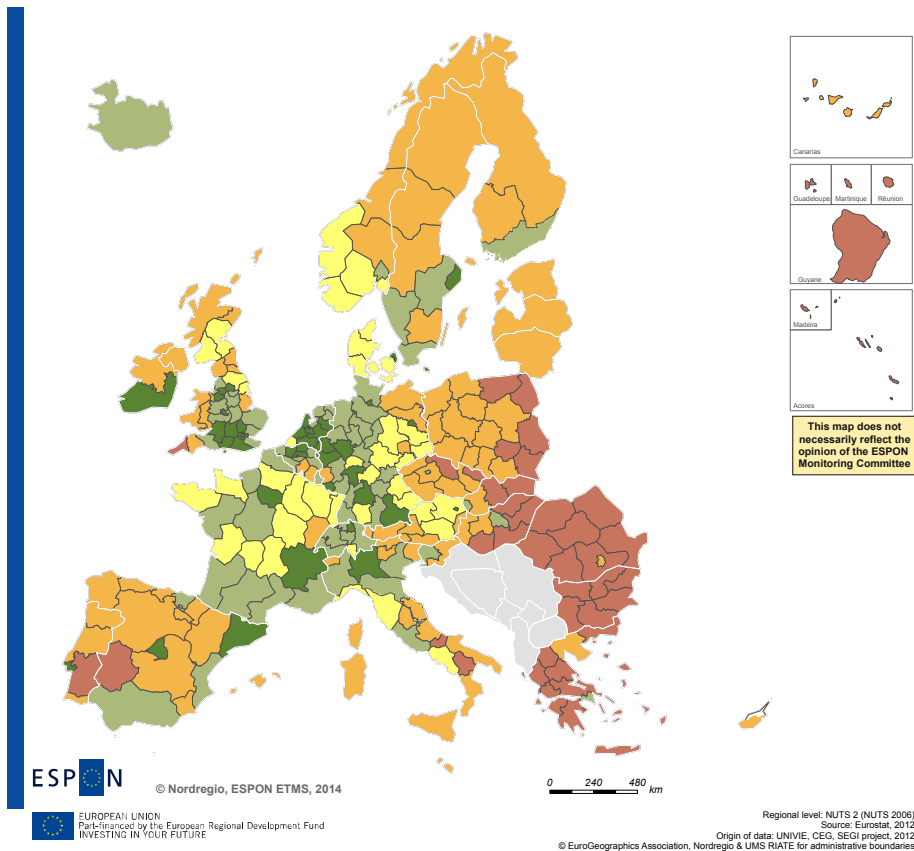 Canarias
Guadeloupe
Martinique
Réunion
Guyane
Madeira
Acores
This map does not
necessarily reflect the
opinion of the ESPON
Monitoring Committee
ESPON
© Nordregio, ESPON ETMS, 2014
0 240 480
km
EUROPEAN UNION
Part-financed by the European Regional Development Fund
INVESTING IN YOUR FUTURE
Regional level: NUTS 2 (NUTS 2006)
Source: Eurostat, 2012
Origin of data: UNIVIE, CEG, SEGI project, 2012
© EuroGeographics Association, Nordregio & UMS RIATE for administrative boundaries